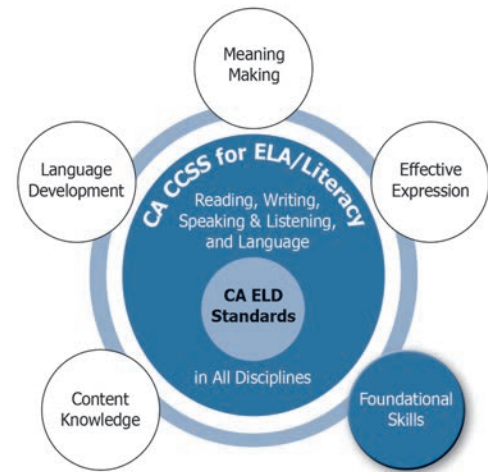 Meaning
Making
Language
Development
Effective
Expression
CA CCSS for ELA/Literacy
Reading, Writing,
Speaking & Listening,
and Language
CA ELD
Standards
in All Disciplines
Content
Knowledge
Foundational
Skills